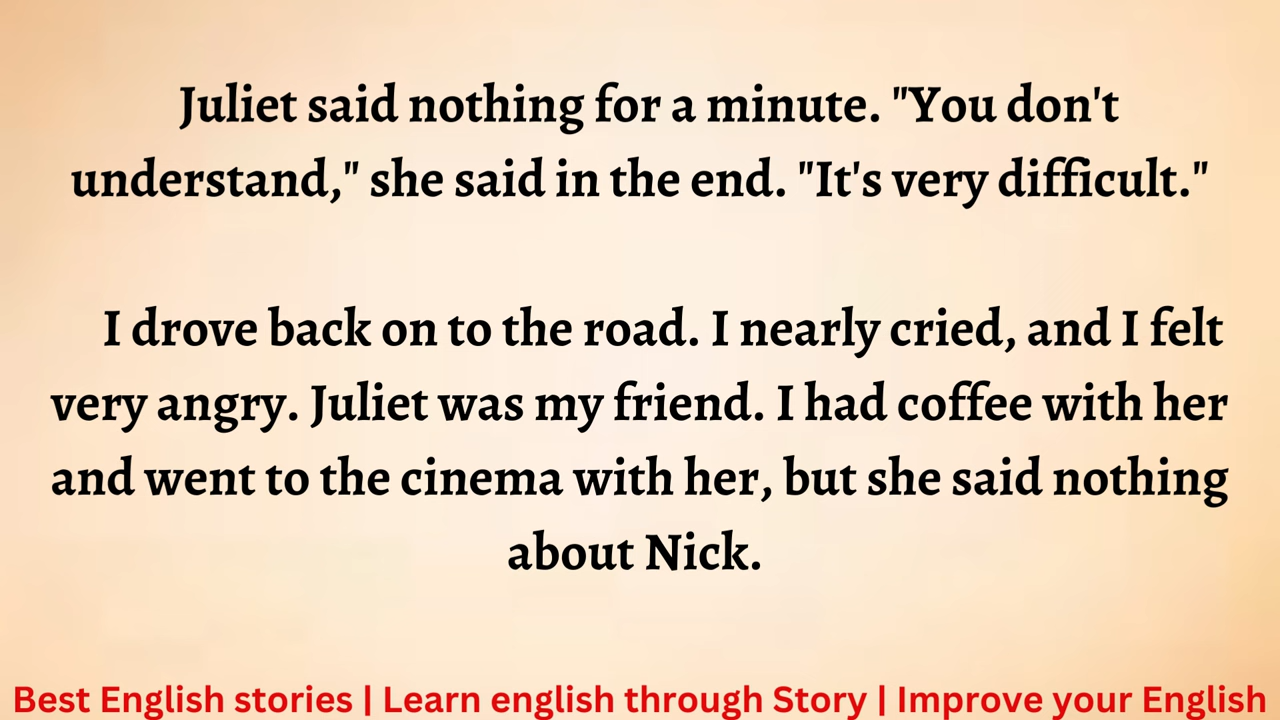 Juliet said nothing for a minute. "You don't
understand," she said in the end. "It's very difficult."
I drove back on to the road. I nearly cried, and I felt
very angry. Juliet was my friend. I had coffee with her
and went to the cinema with her, but she said nothing
about Nick.
Best English stories | Learn english through Story | Improve your English